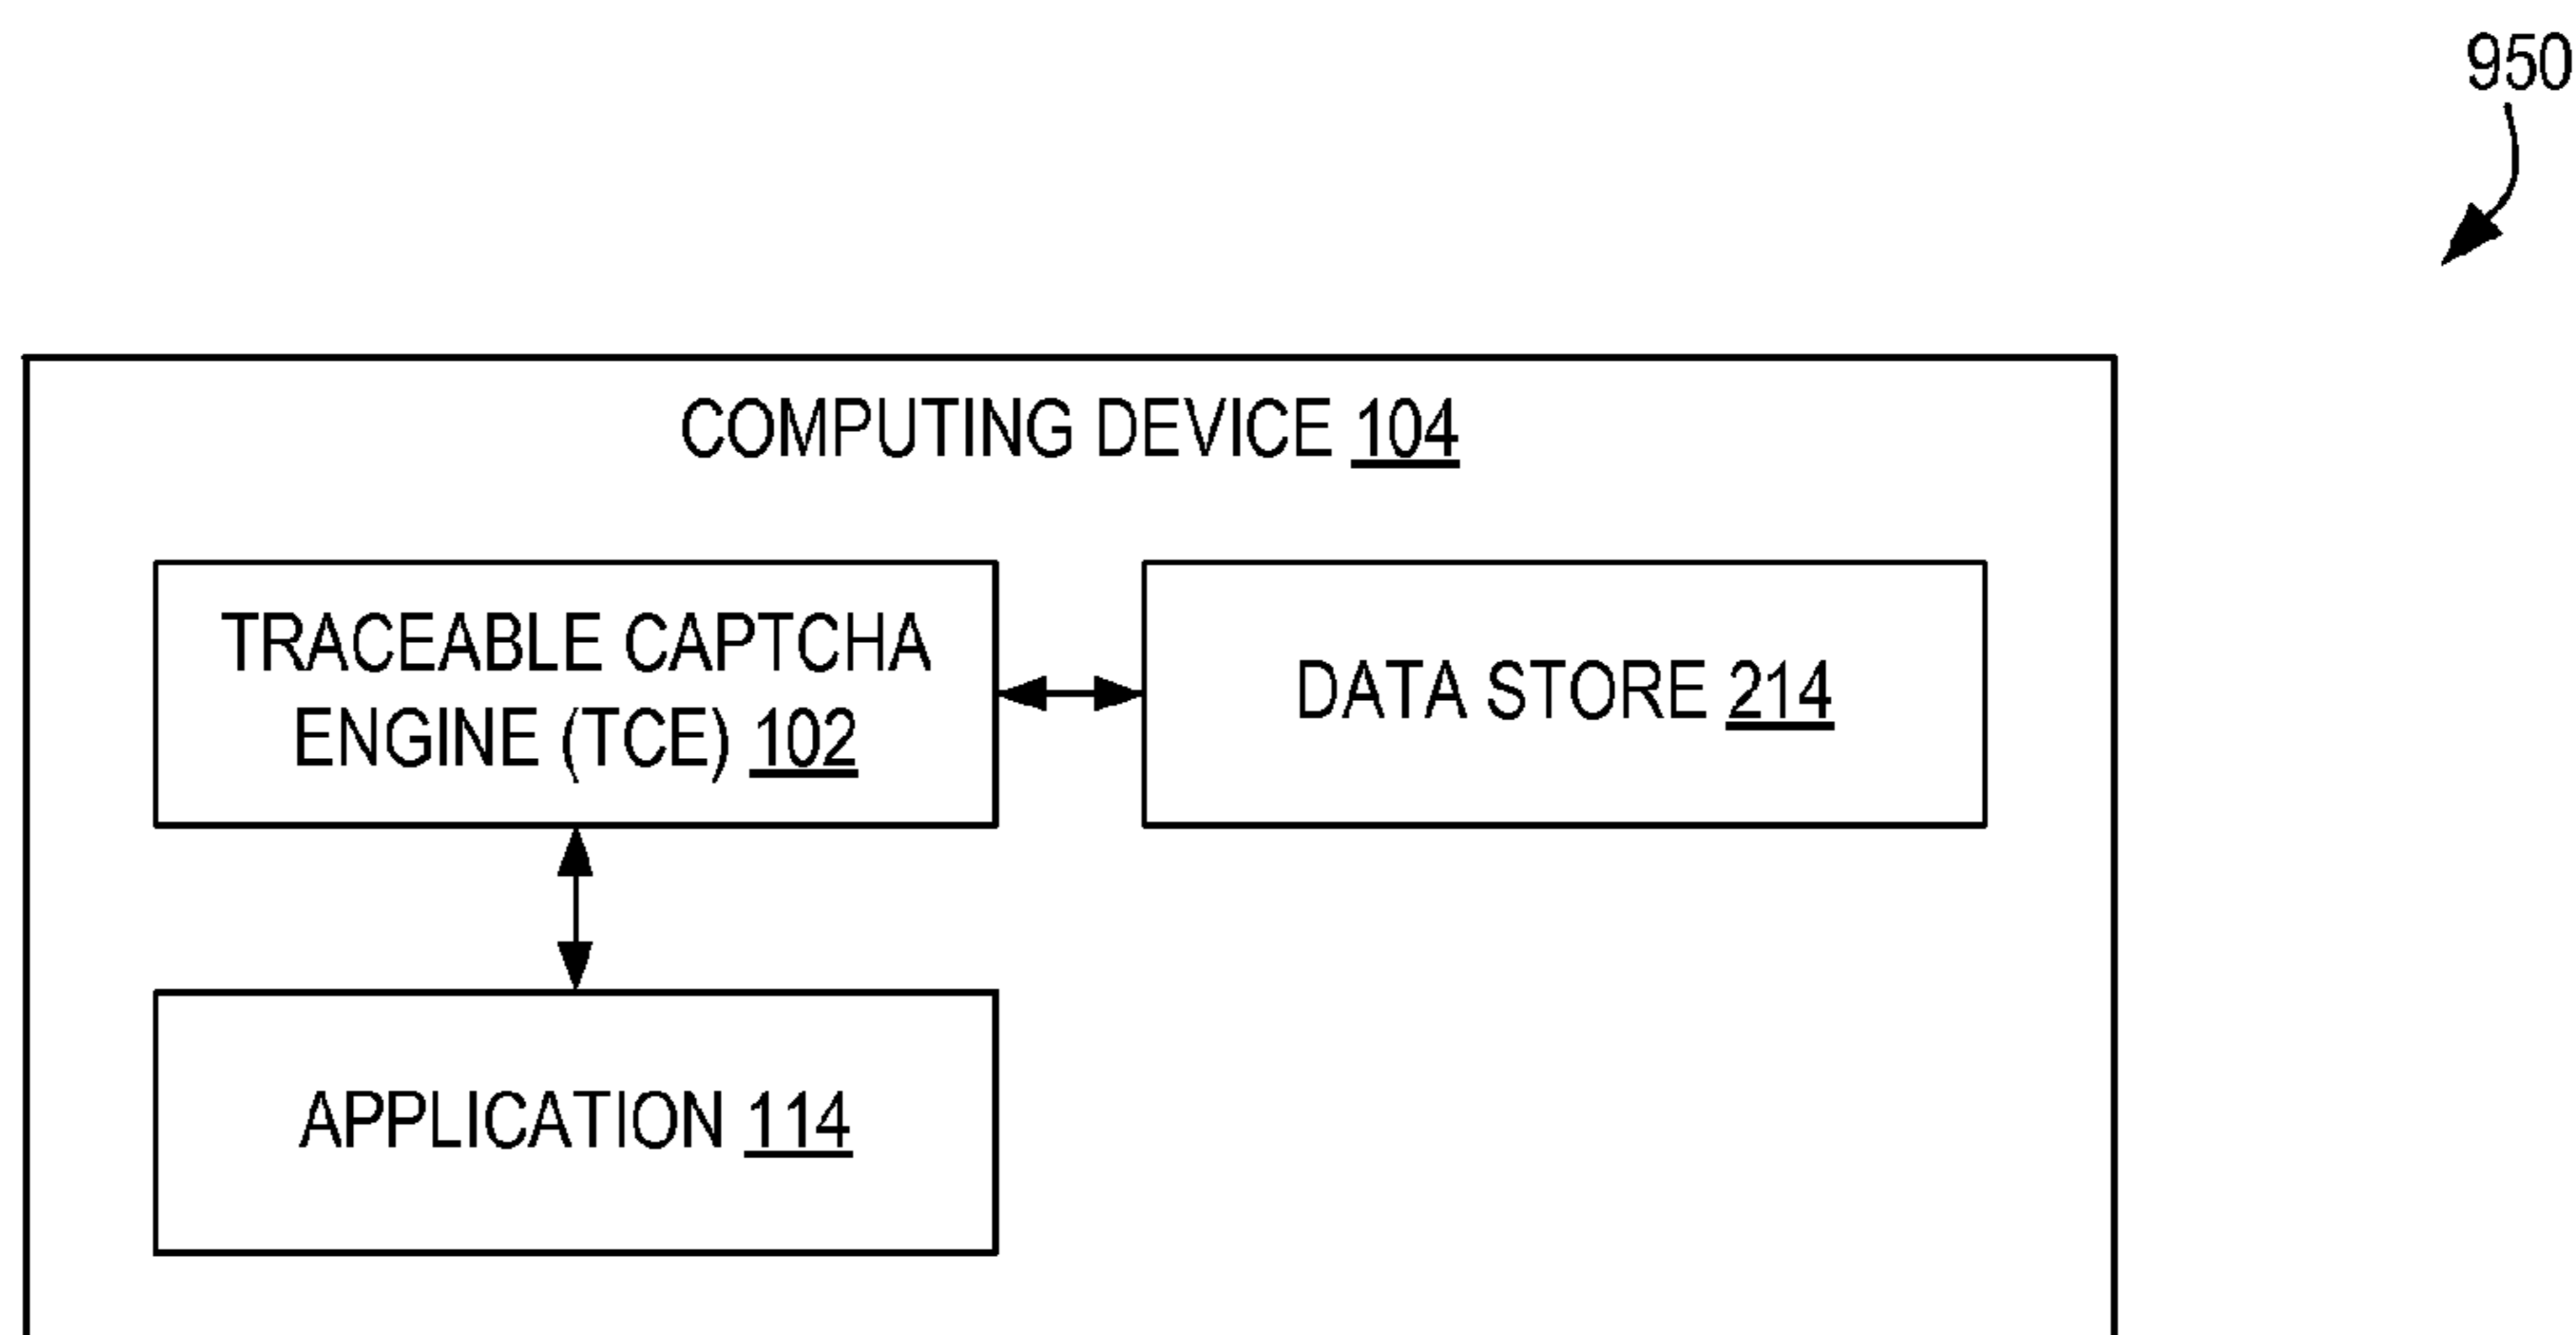 950
COMPUTING DEVICE 104
TRACEABLE CAPTCHA
ENGINE (TCE) 102
DATA STORE 214
APPLICATION 114